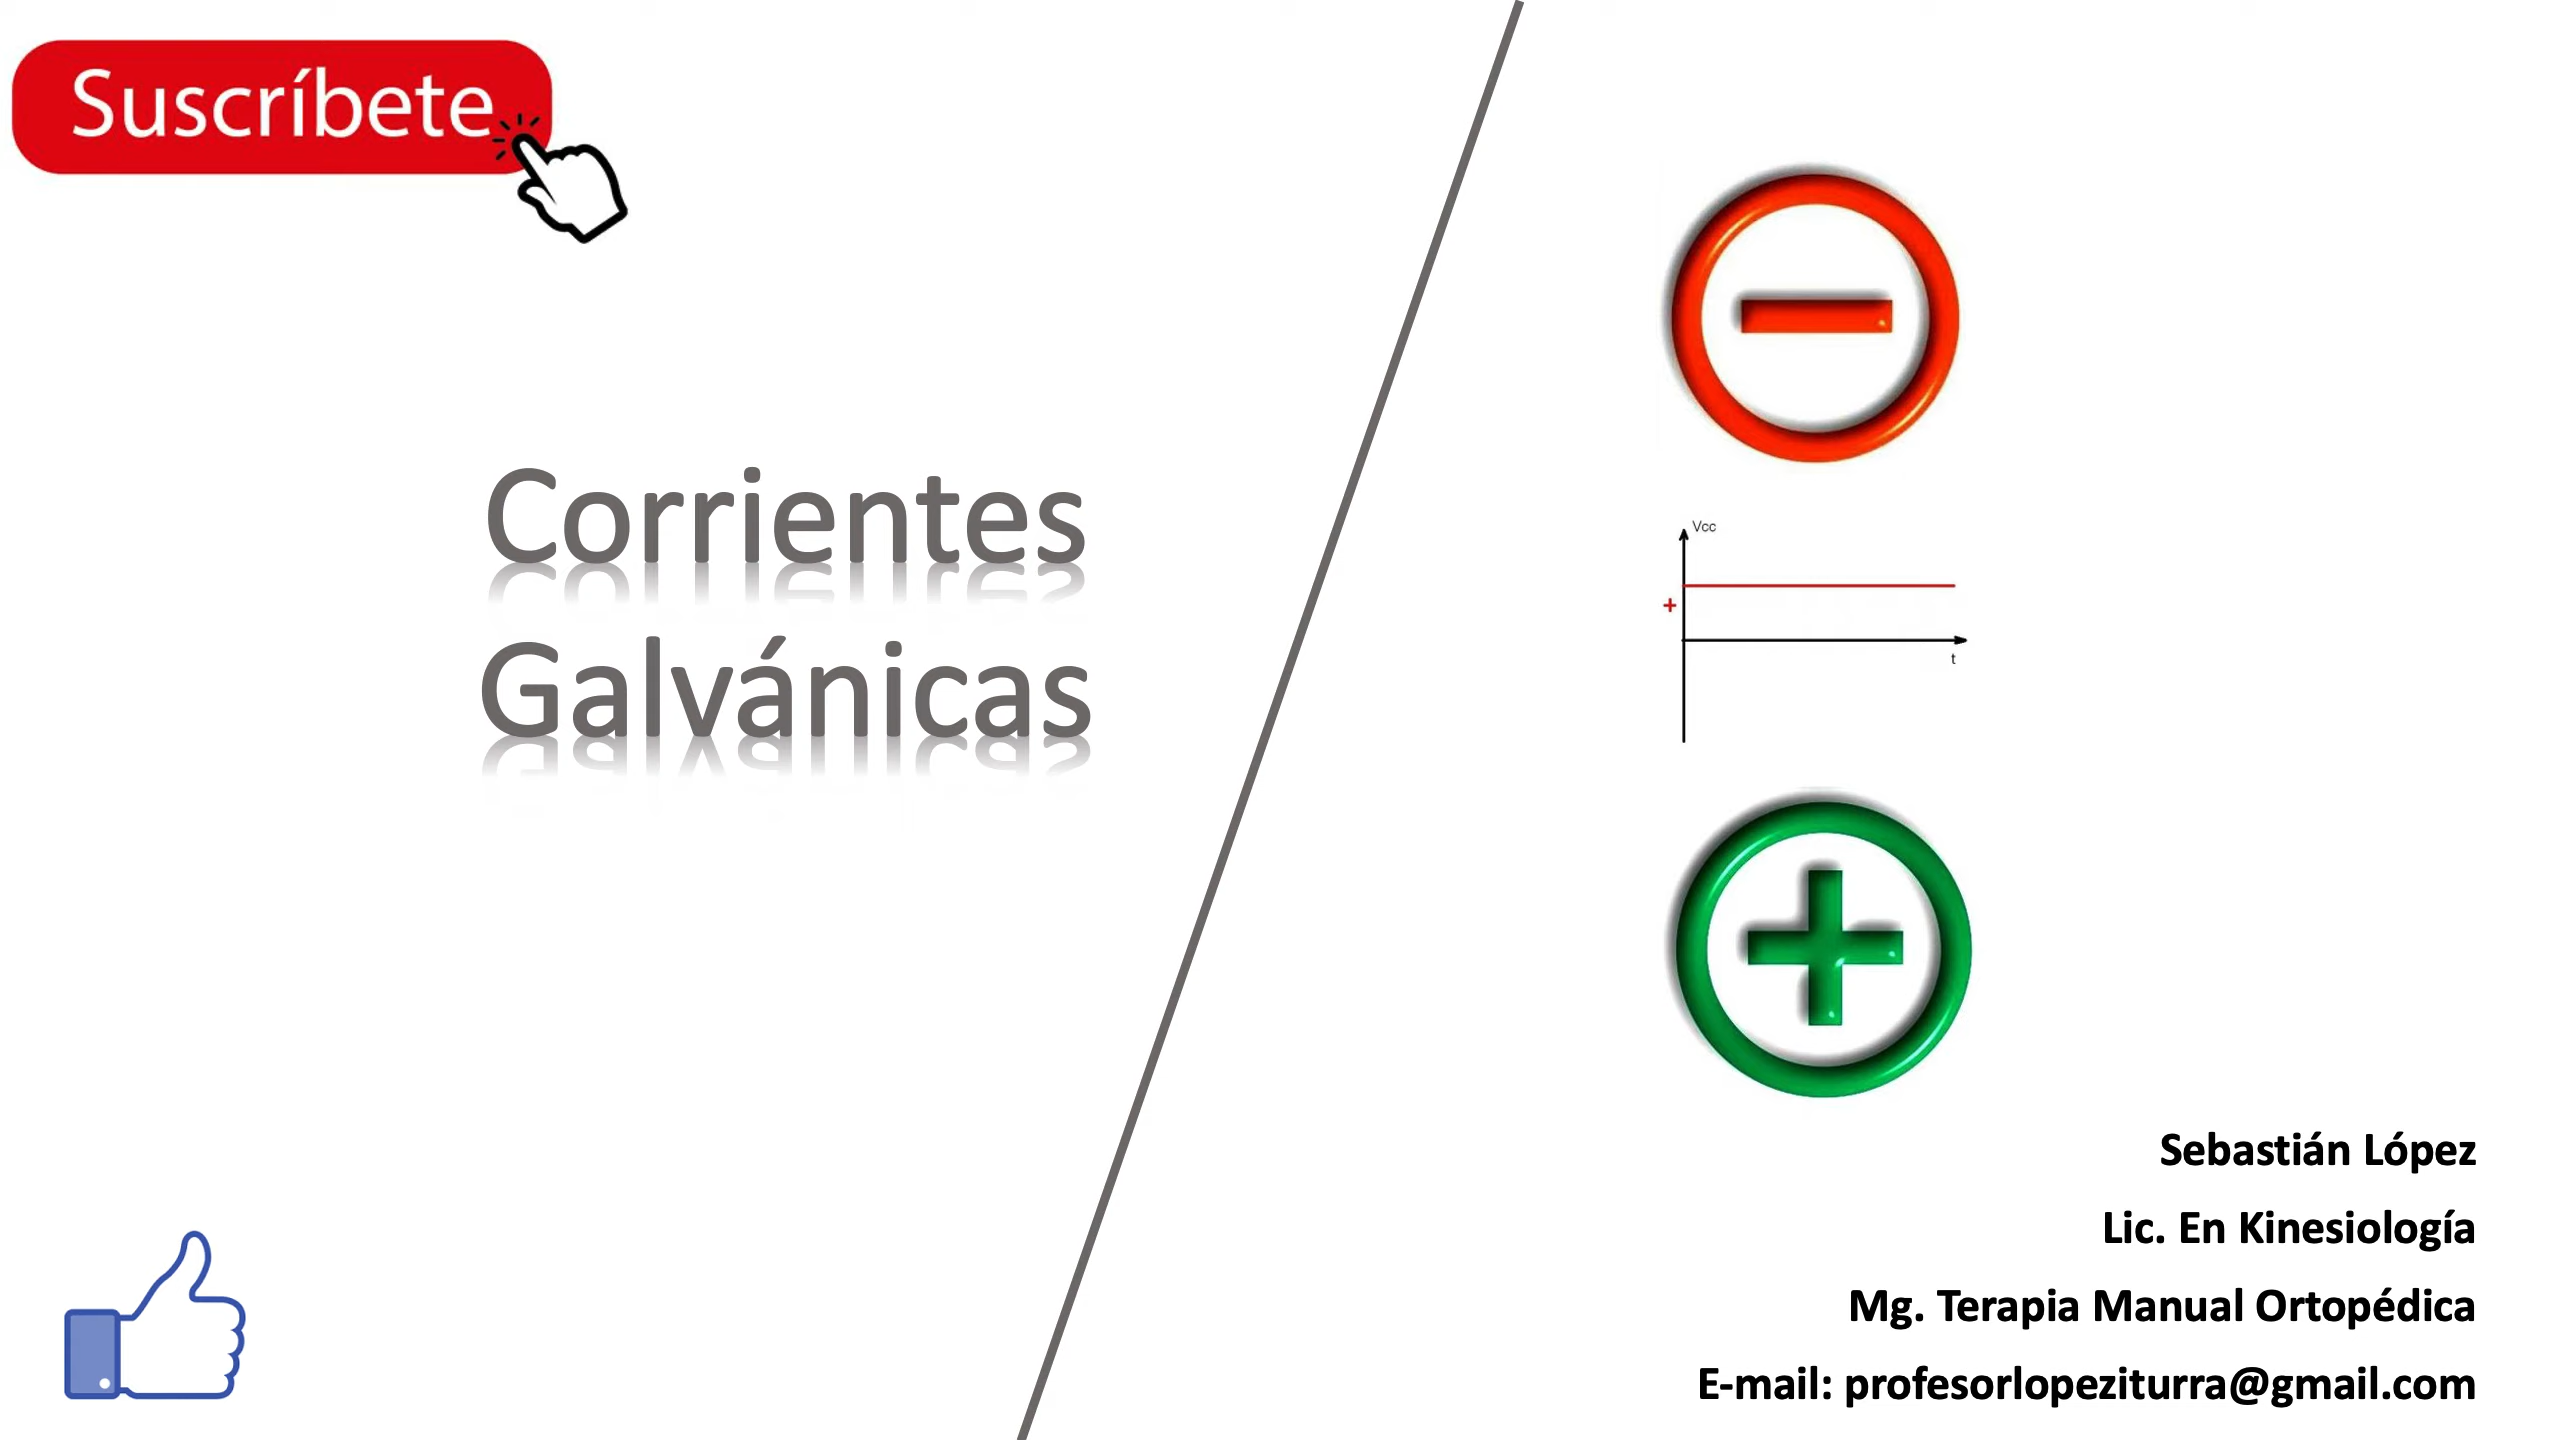 Suscríbete
Corrientes
Galvánicas
Vcc
+
t
Sebastián López
Lic. En Kinesiología
Mg. Terapia Manual Ortopédica
E-mail: profesorlopeziturra@gmail.com